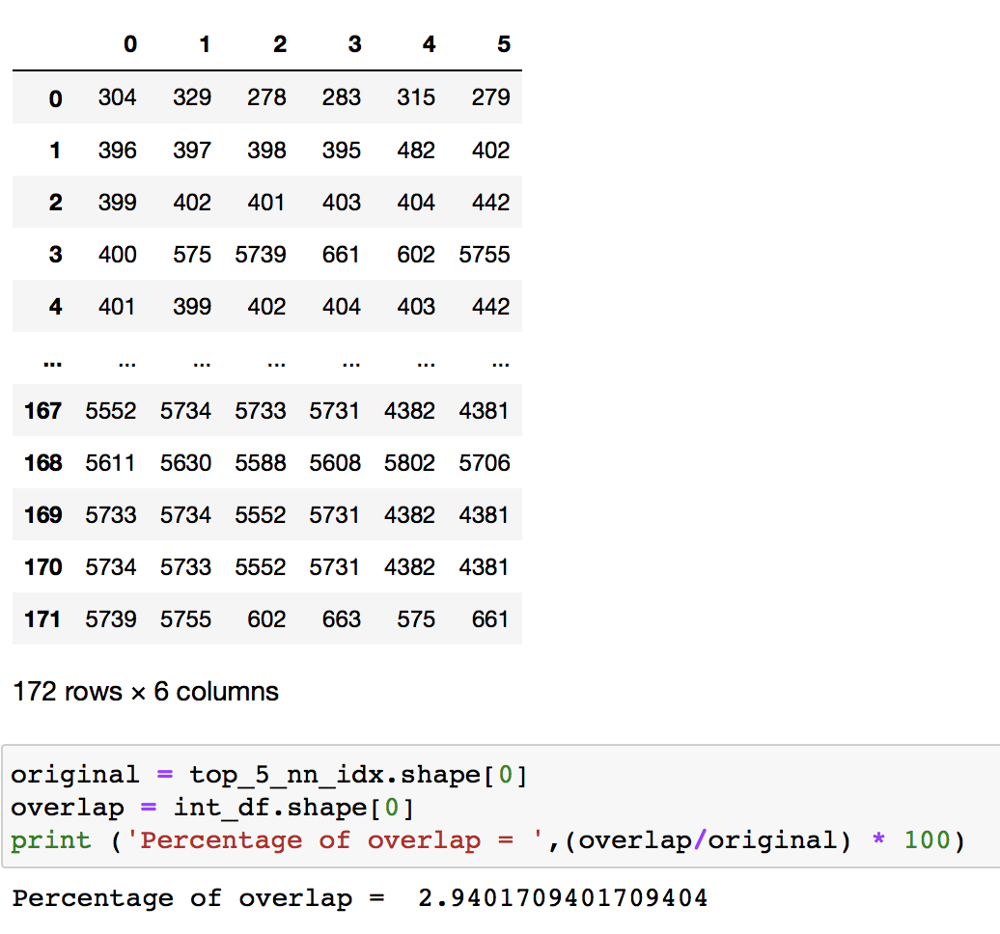 0 1 2 3 4 5
0 304 329 278 283 315 279
1 396 397 398 395 482 402
2 399 402 401 403 404 442
3 400 575 5739 661 602 5755
4 401 399 402 404 403 442
... ... ... ... ... ... ...
167 5552 5734 5733 5731 4382 4381
168 5611 5630 5588 5608 5802 5706
169 5733 5734 5552 5731 4382 4381
170 5734 5733 5552 5731 4382 4381
171 5739 5755 602 663 575 661
172 rows × 6 columns
original = top_5_nn_idx.shape[0]
overlap = int_df.shape[0]
print ('Percentage of overlap = ',(overlap/original) * 100)
Percentage of overlap =  2.9401709401709404